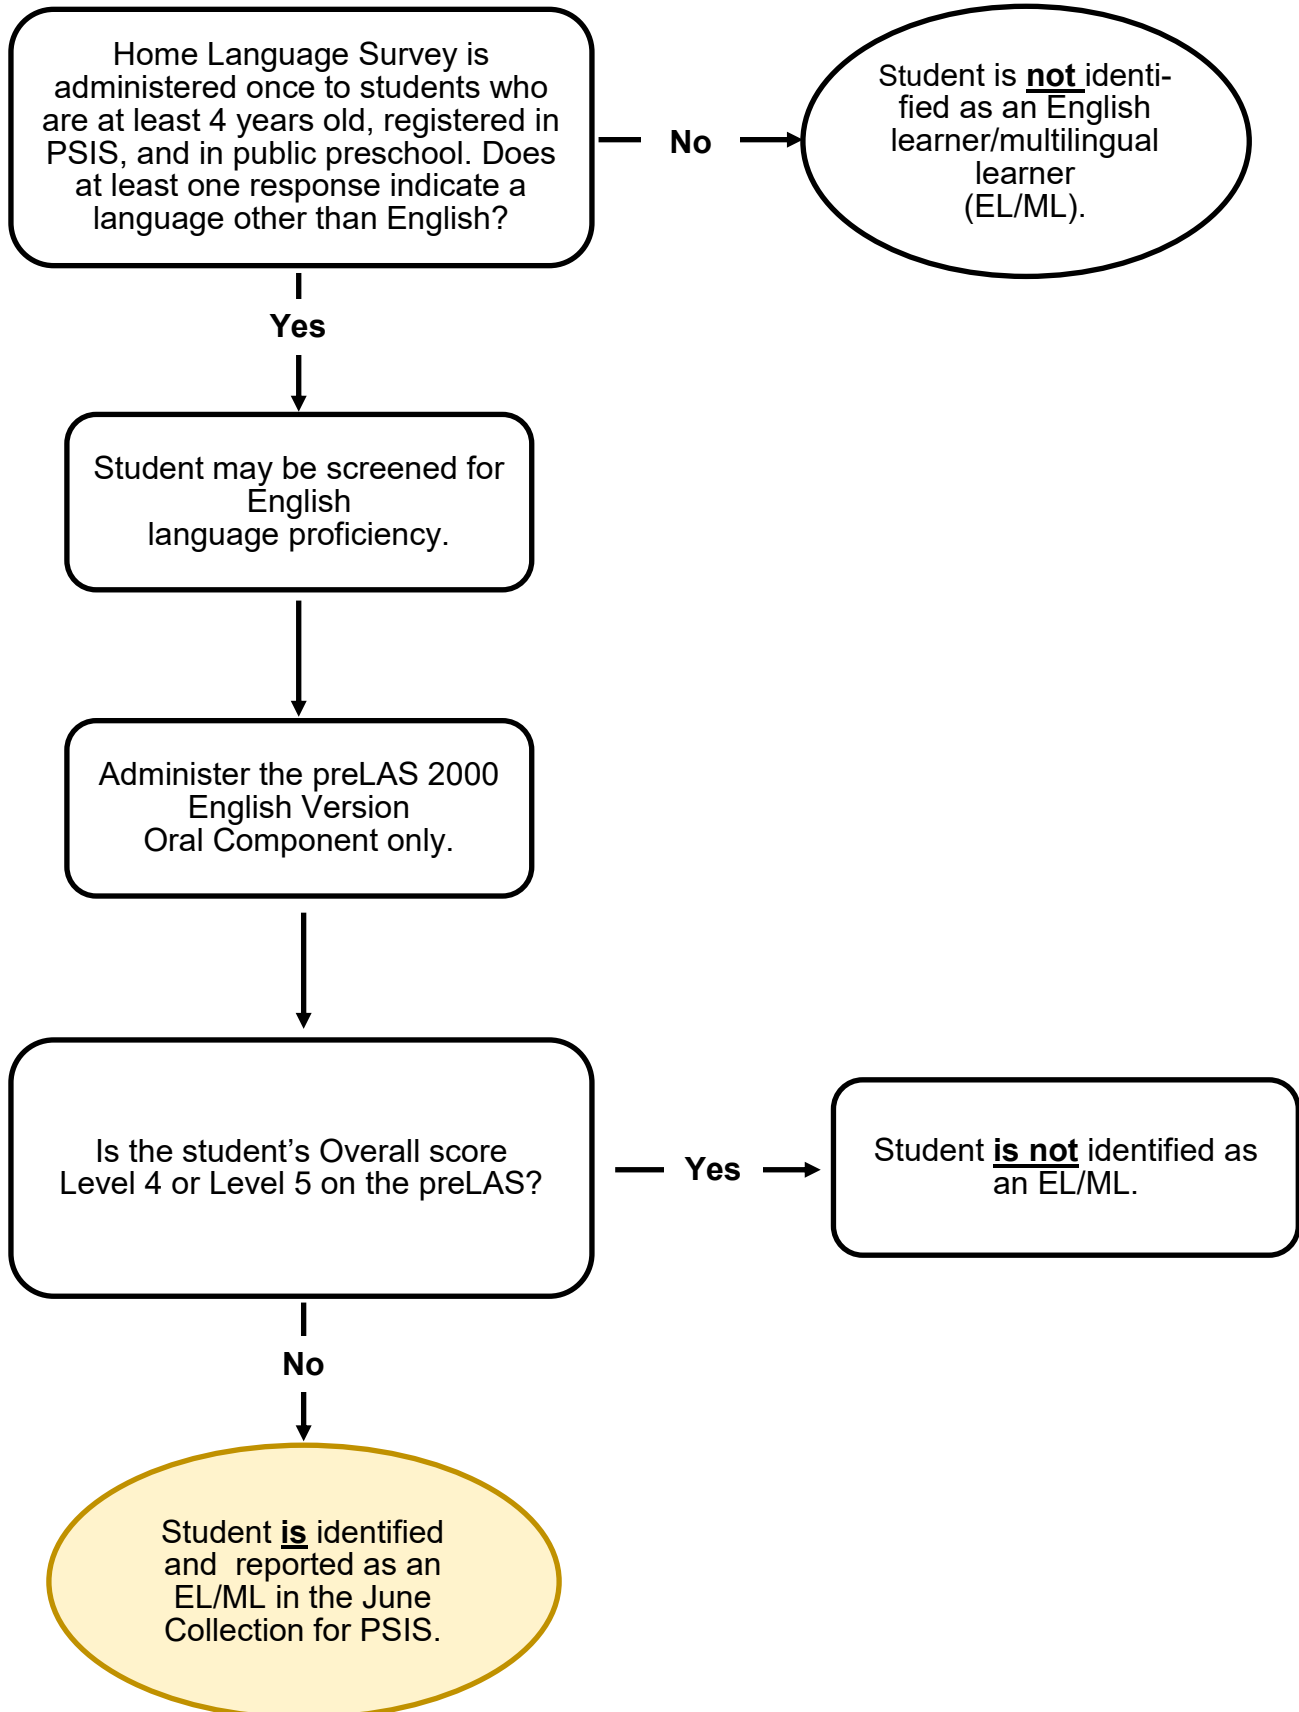 Home Language Survey is
administered once to students who
are at least 4 years old, registered in
PSIS, and in public preschool. Does
at least one response indicate a
language other than English?
No
Student is not identi-
fied as an English
learner/multilingual
learner
(EL/ML).
Yes
Student may be screened for
English
language proficiency.
Administer the preLAS 2000
English Version
Oral Component only.
Is the student’s Overall score
Level 4 or Level 5 on the preLAS?
Yes
Student is not identified as
an EL/ML.
No
Student is identified
and reported as an
EL/ML in the June
Collection for PSIS.